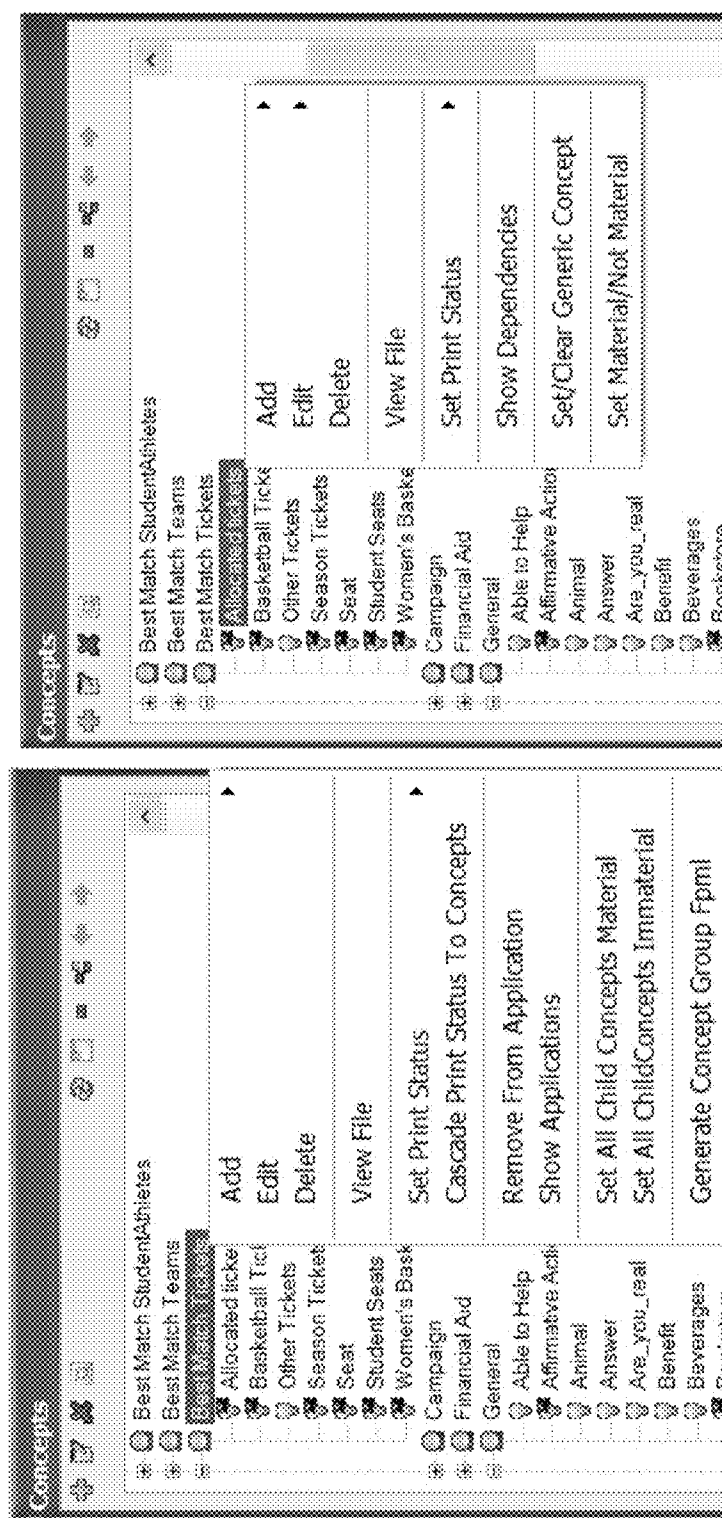 Concepts
Best Match StudentAthletes
Best Match Teams
Best Match Tickets
Allocated ticke
Basketball Tick
Other Tickets
Season Ticket
Seat
Student Seats
Women's Bask
Campaign
Financial Aid
General
Able to Help
Affirmative Acti
Animal
Answer
Are_you_real
Benefit
Beverages
Add
Edit
Delete
View File
Set Print Status
Cascade Print Status To Concepts
Remove From Application
Show Applications
Set All Child Concepts Material
Set All ChildConcepts Immaterial
Generate Concept Group Fpml
Concepts
Best Match StudentAthletes
Best Match Teams
Best Match Tickets
Basketball Ticke
Other Tickets
Season Tickets
Seat
Student Seats
Women's Baske
Campaign
Financial Aid
General
Able to Help
Affirmative Action
Animal
Answer
Are_you_real
Benefit
Beverages
Bookstore
Add
Edit
Delete
View File
Set Print Status
Show Dependencies
Set/Clear Generic Concept
Set Material/Not Material